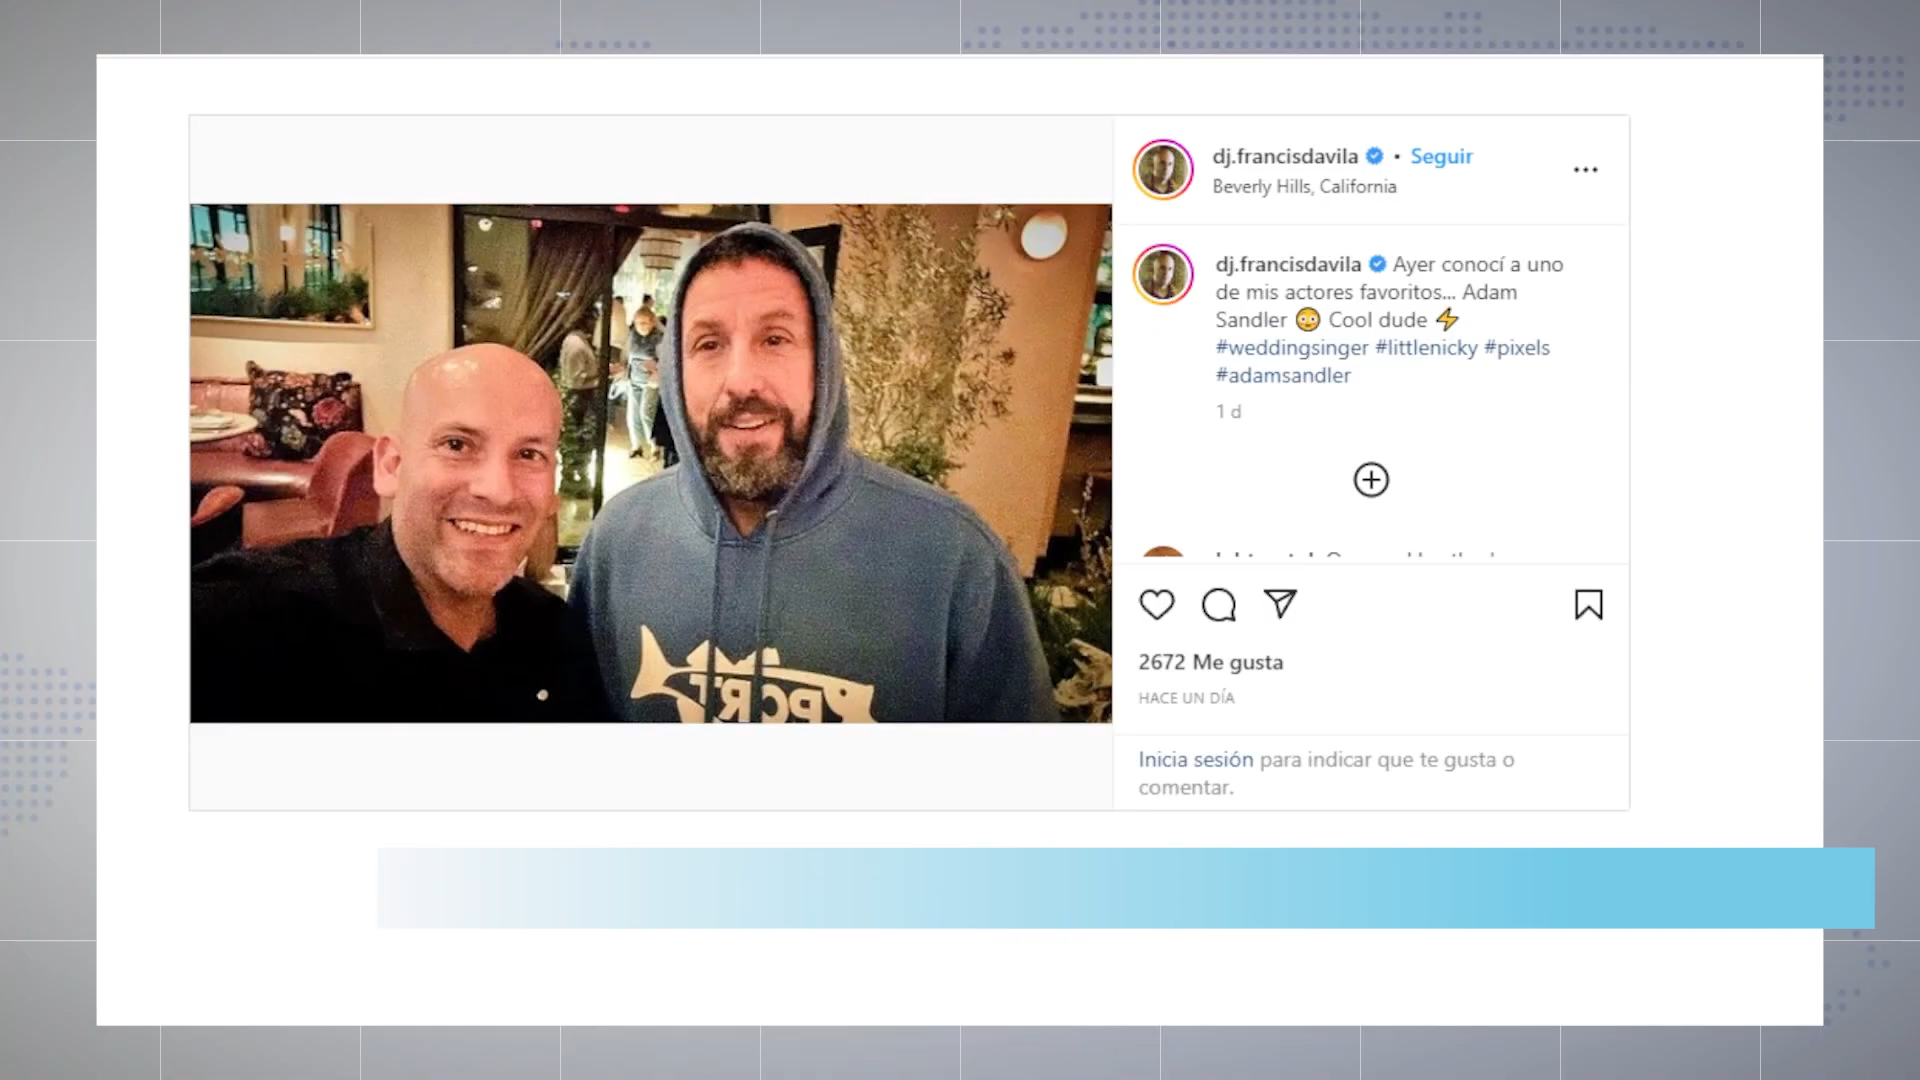 dj.francisdavila • Seguir
Beverly Hills, California
dj.francisdavila Ayer conocí a uno
de mis actores favoritos... Adam
Sandler 😳 Cool dude ⚡
#weddingsinger #littlenicky #pixels
#adamsandler
1 d
2672 Me gusta
HACE UN DÍA
Inicia sesión para indicar que te gusta o
comentar.